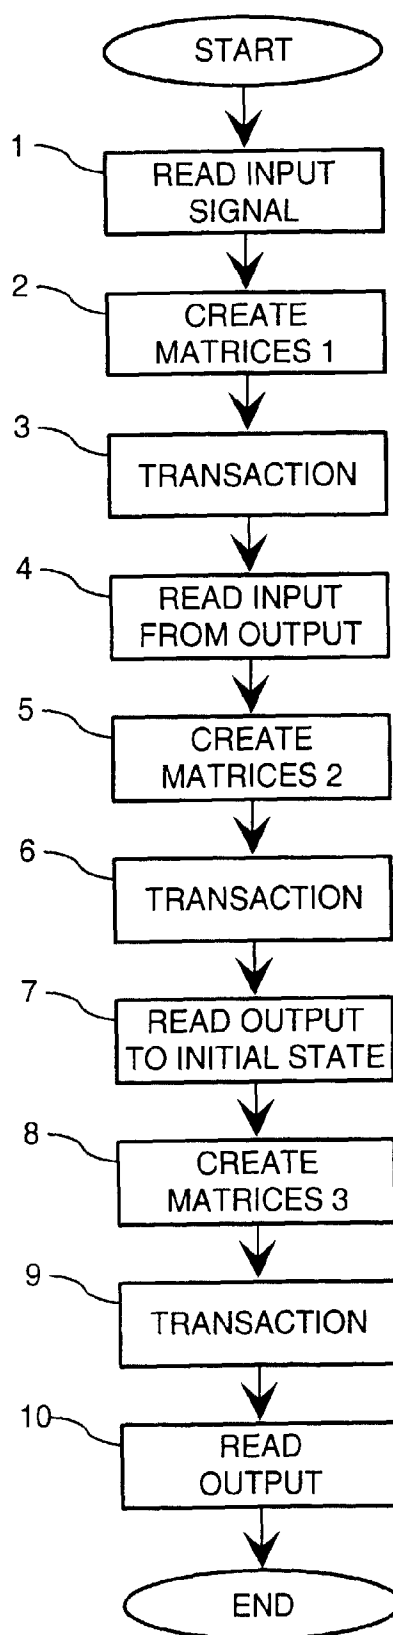 START
1
READ INPUT
SIGNAL
2
CREATE
MATRICES 1
3
TRANSACTION
4
READ INPUT
FROM OUTPUT
5
CREATE
MATRICES 2
6
TRANSACTION
7
READ OUTPUT
TO INITIAL STATE
8
CREATE
MATRICES 3
9
TRANSACTION
10
READ
OUTPUT
END